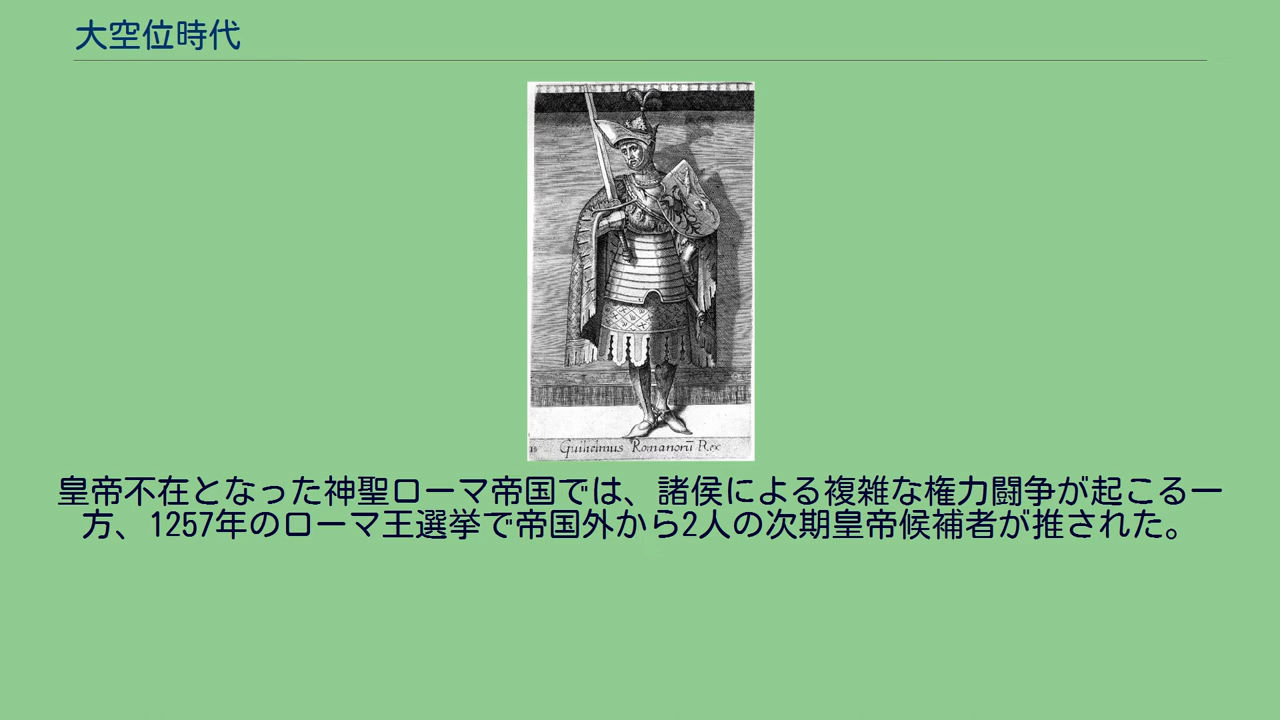 大空位時代
18 Guilielmus Romanorū Rex
皇帝不在となった神聖ローマ帝国では、諸侯による複雑な権力闘争が起こる一
方、1257年のローマ王選挙で帝国外から2人の次期皇帝候補者が推された。